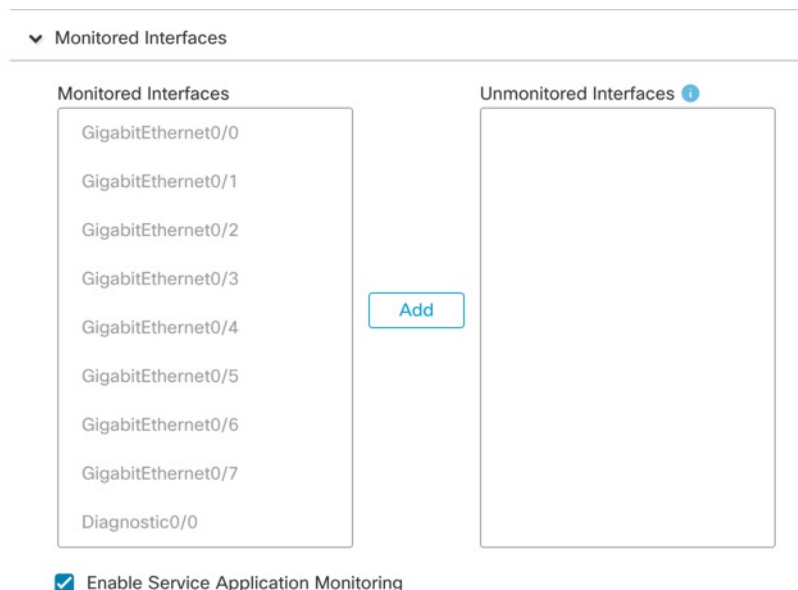 Monitored Interfaces
Monitored Interfaces
Unmonitored Interfaces
GigabitEthernet0/0
GigabitEthernet0/1
GigabitEthernet0/2
GigabitEthernet0/3
GigabitEthernet0/4
GigabitEthernet0/5
GigabitEthernet0/6
GigabitEthernet0/7
Diagnostic0/0
Add
Enable Service Application Monitoring